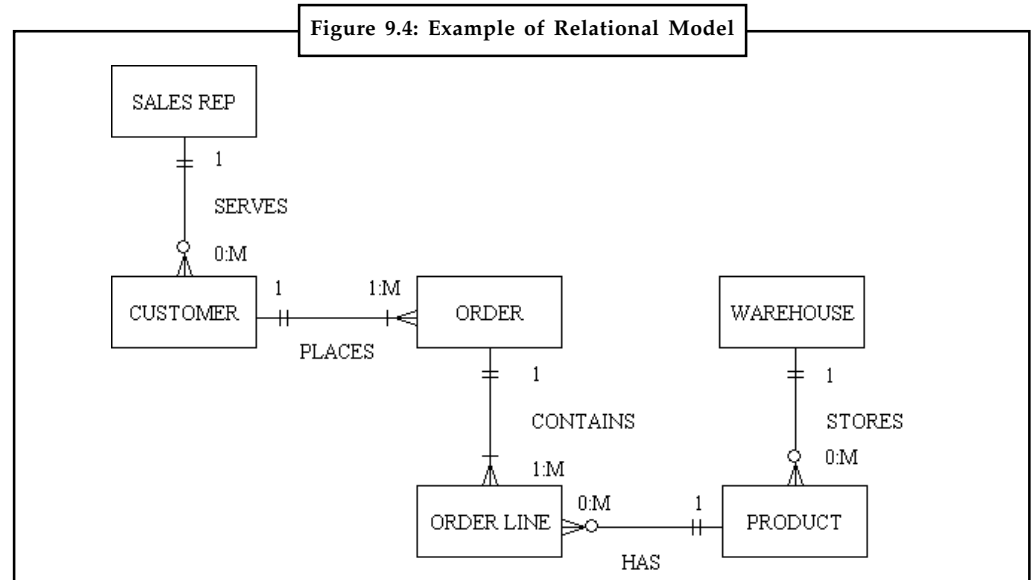 Figure 9.4: Example of Relational Model
SALES REP
1
SERVES
0:M
CUSTOMER
1
1:M
PLACES
ORDER
WAREHOUSE
1
CONTAINS
1:M
1
STORES
0:M
ORDER LINE
0:M
1
HAS
PRODUCT